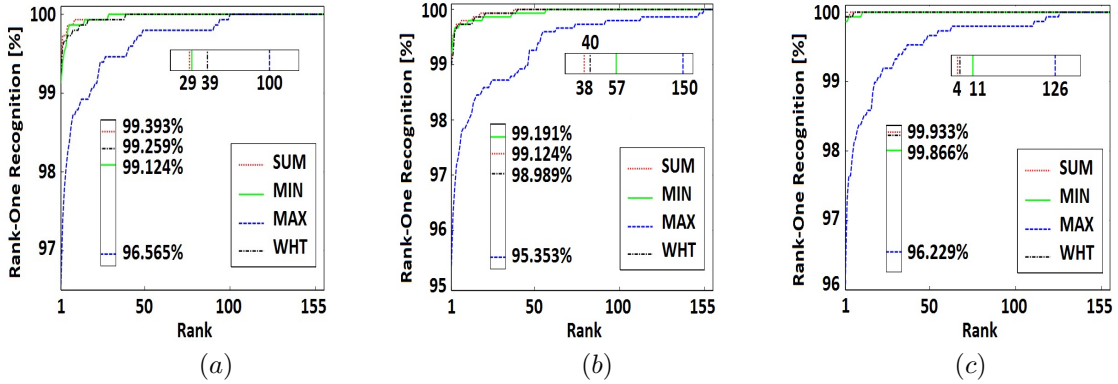 Rank-One Recognition [%]
100
99
98
97
29 39 100
99.393%
99.259%
99.124%
96.565%
SUM
MIN
MAX
WHT
1 50 100 155
Rank
(a)
Rank-One Recognition [%]
100
99
98
97
96
95
40
38 57 150
99.191%
99.124%
98.989%
95.353%
SUM
MIN
MAX
WHT
1 50 100 155
Rank
(b)
Rank-One Recognition [%]
100
99
98
97
96
4 11 126
99.933%
99.866%
96.229%
SUM
MIN
MAX
WHT
1 50 100 155
Rank
(c)